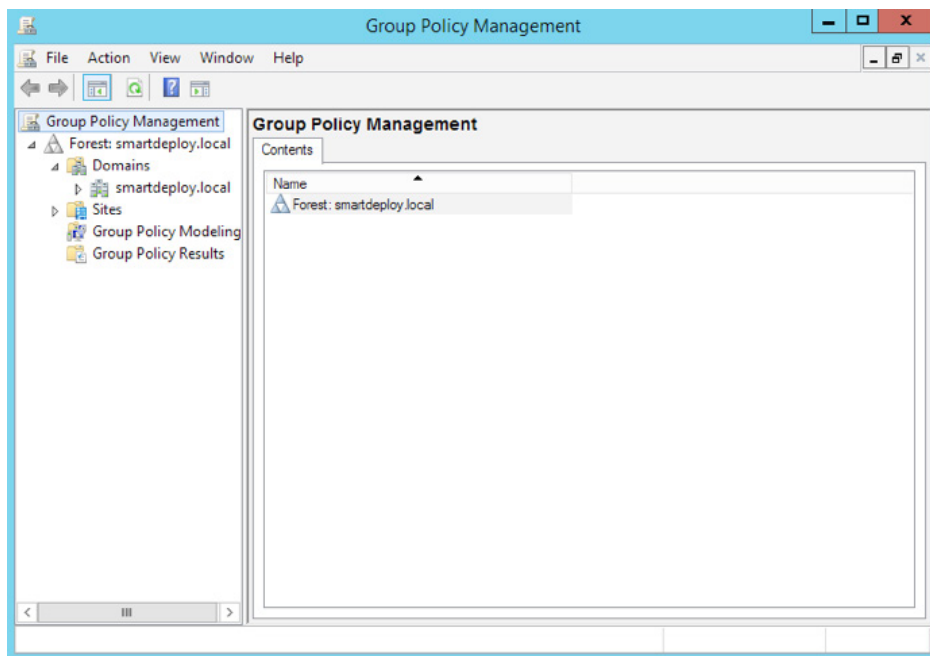 Group Policy Management
File Action View Window Help
Group Policy Management
Forest: smartdeploy.local
Domains
smartdeploy.local
Sites
Group Policy Modeling
Group Policy Results
Group Policy Management
Contents
Name
Forest: smartdeploy.local